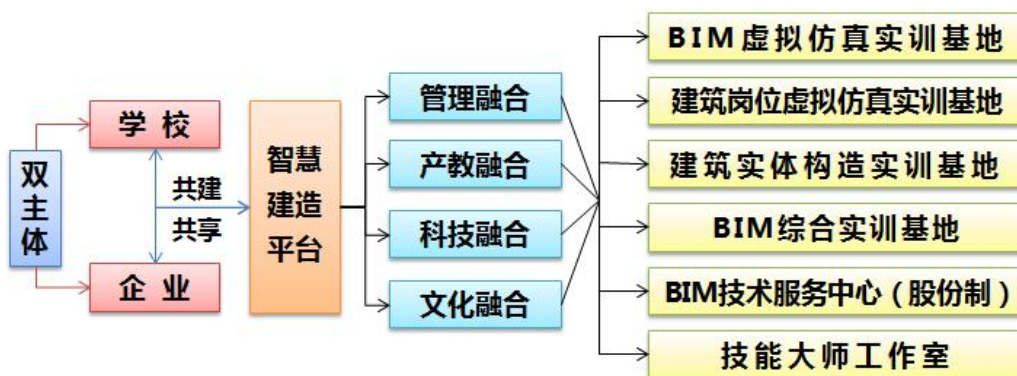 双主体
学校
企业
共建
共享
智慧
建造
平台
管理融合
产教融合
科技融合
文化融合
BIM虚拟仿真实训基地
建筑岗位虚拟仿真实训基地
建筑实体构造实训基地
BIM综合实训基地
BIM技术服务中心（股份制）
技能大师工作室